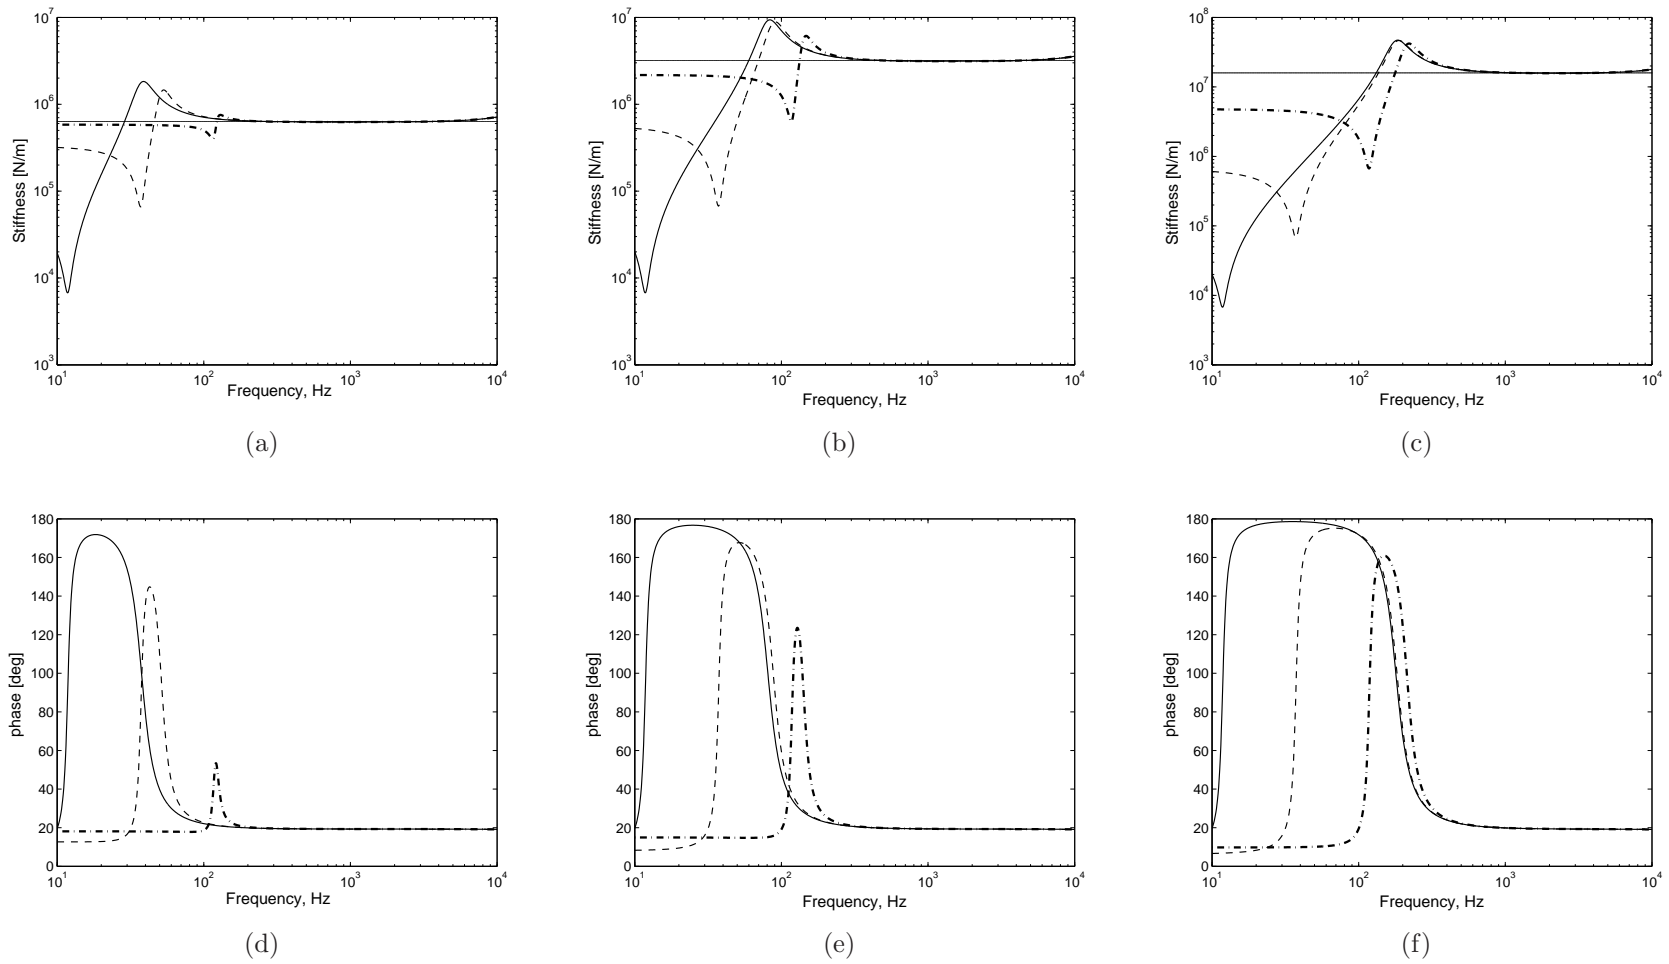 10^7
10^6
10^5
10^4
10^3
Stiffness [N/m]
10^1 10^2 10^3 10^4
Frequency, Hz
(a)
10^7
10^6
10^5
10^4
10^3
Stiffness [N/m]
10^1 10^2 10^3 10^4
Frequency, Hz
(b)
10^8
10^7
10^6
10^5
10^4
10^3
Stiffness [N/m]
10^1 10^2 10^3 10^4
Frequency, Hz
(c)
180
160
140
120
100
80
60
40
20
0
phase [deg]
10^1 10^2 10^3 10^4
Frequency, Hz
(d)
180
160
140
120
100
80
60
40
20
0
phase [deg]
10^1 10^2 10^3 10^4
Frequency, Hz
(e)
180
160
140
120
100
80
60
40
20
0
phase [deg]
10^1 10^2 10^3 10^4
Frequency, Hz
(f)